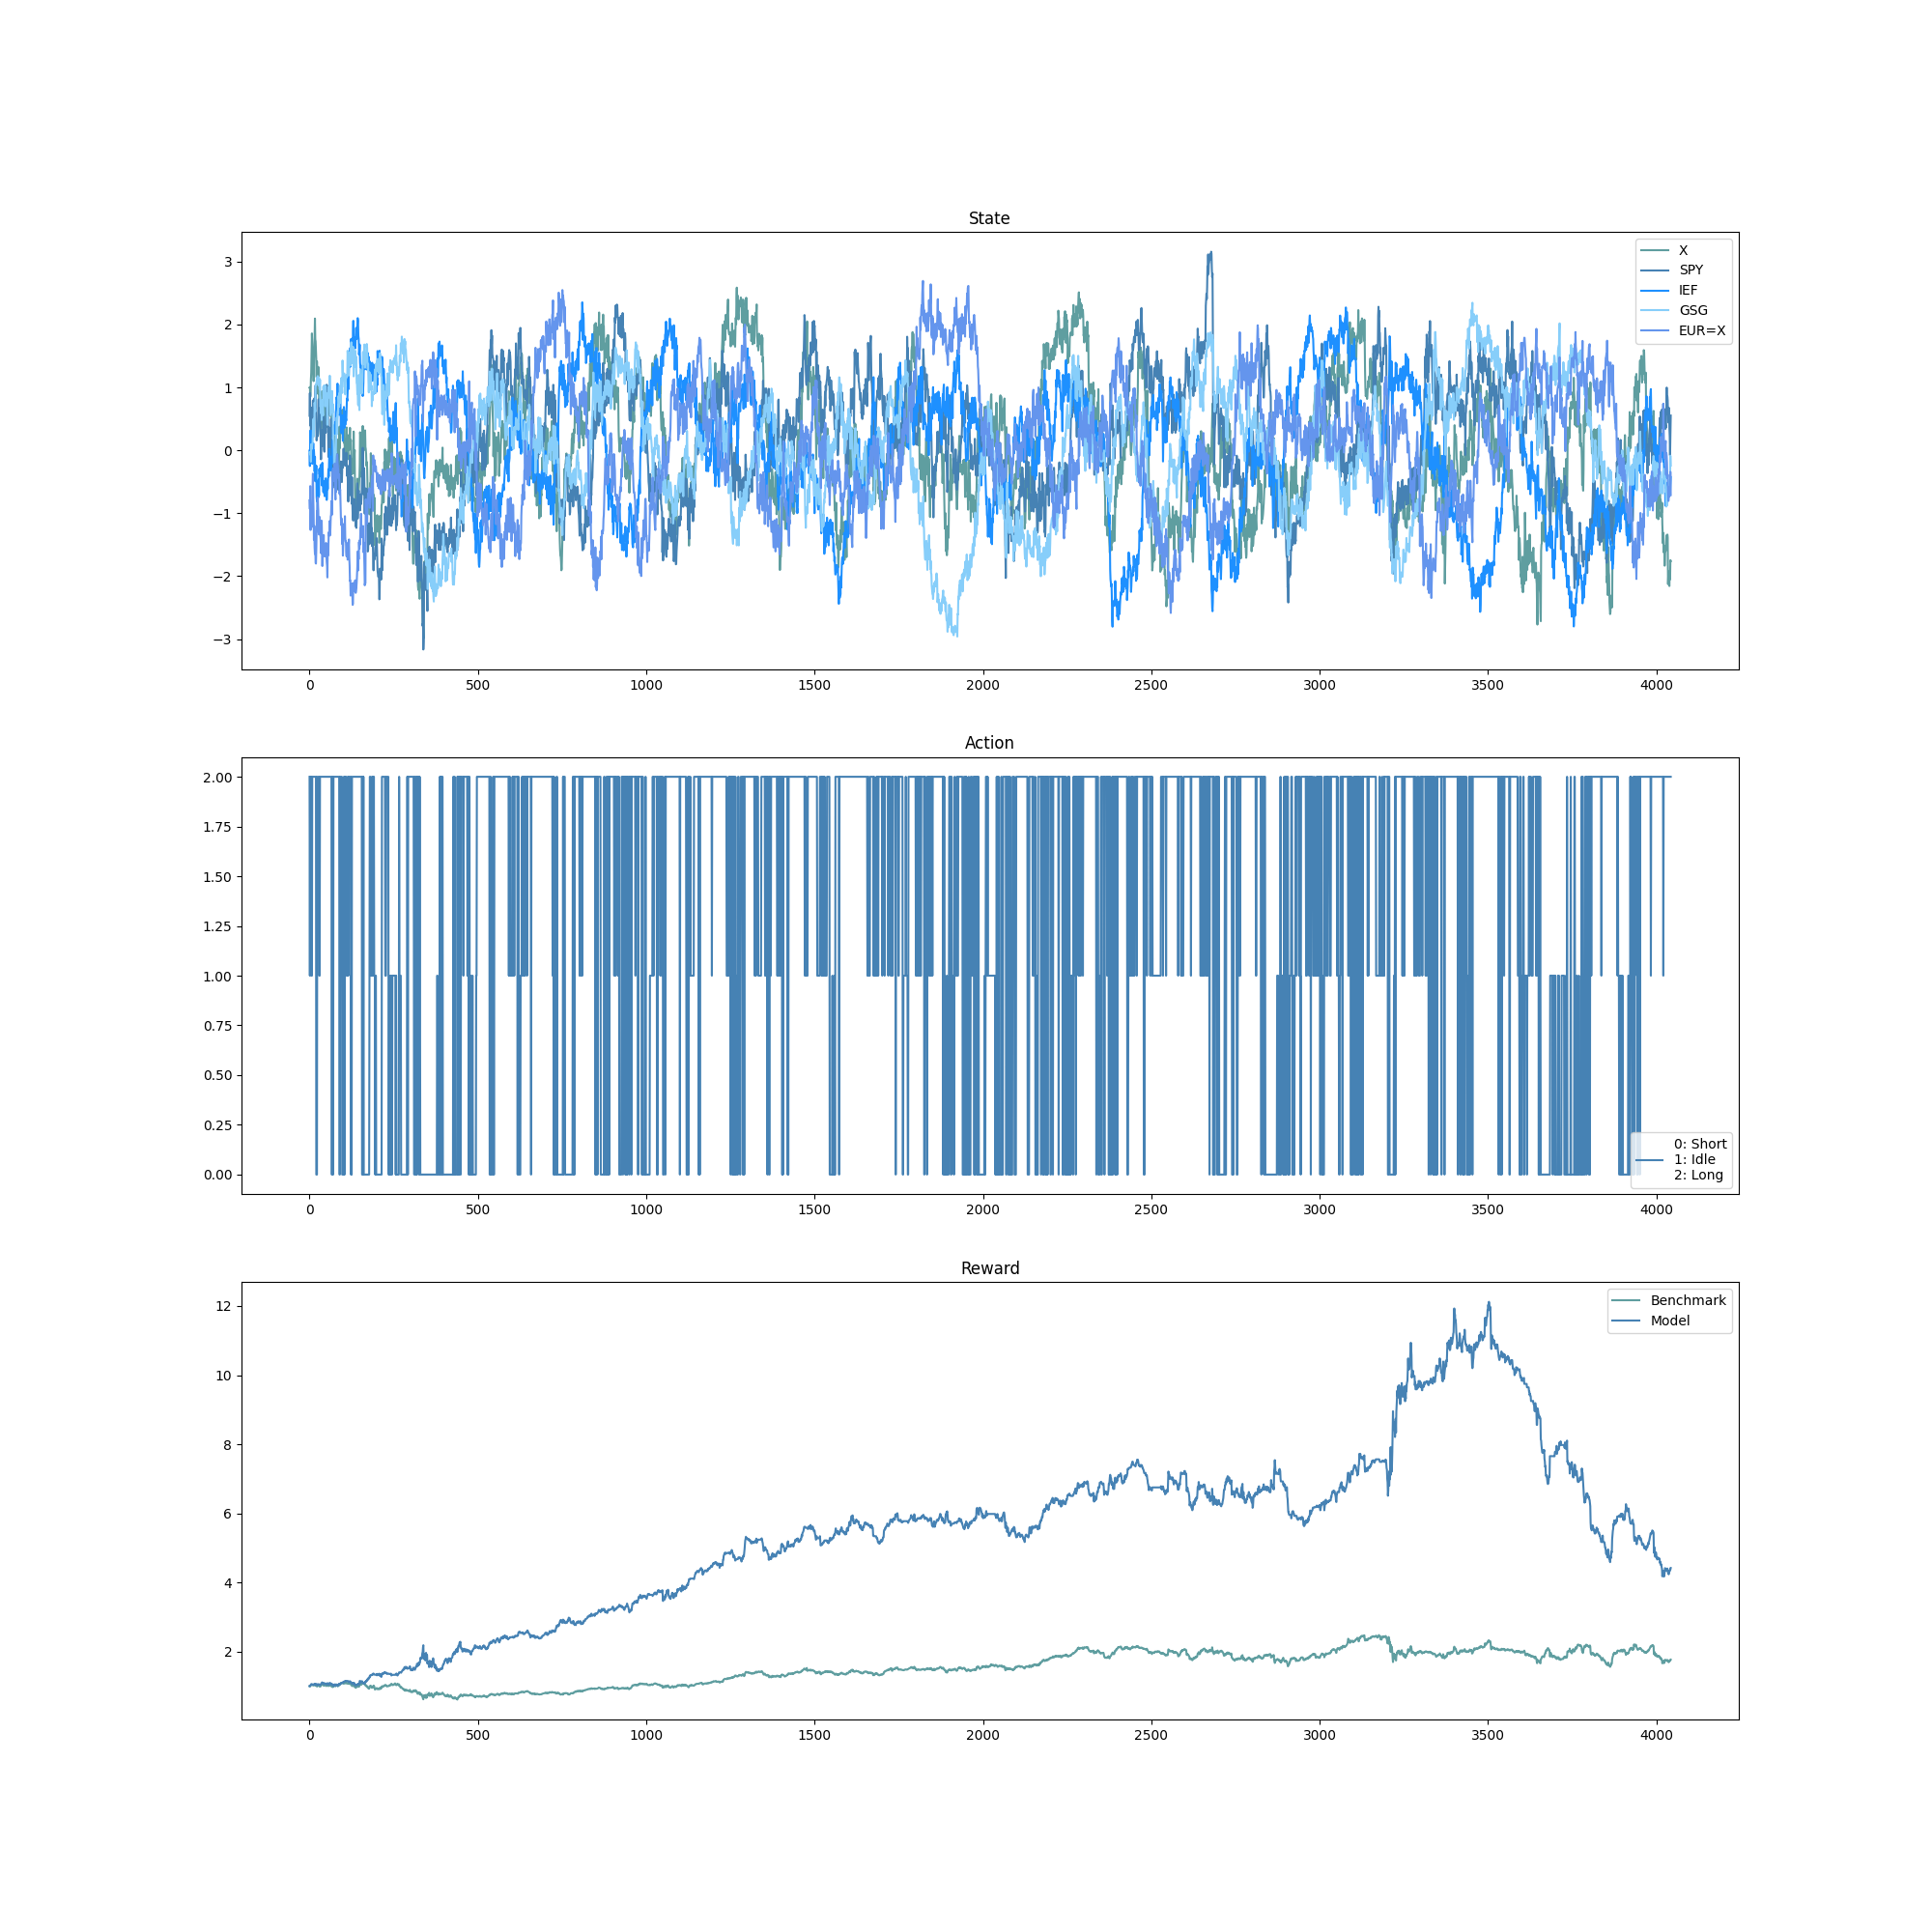 State
3
2
1
0
−1
−2
−3
X
SPY
IEF
GSG
EUR=X
0 500 1000 1500 2000 2500 3000 3500 4000
Action
2.00
1.75
1.50
1.25
1.00
0.75
0.50
0.25
0.00
0: Short
1: Idle
2: Long
0 500 1000 1500 2000 2500 3000 3500 4000
Reward
12
10
8
6
4
2
Benchmark
Model
0 500 1000 1500 2000 2500 3000 3500 4000